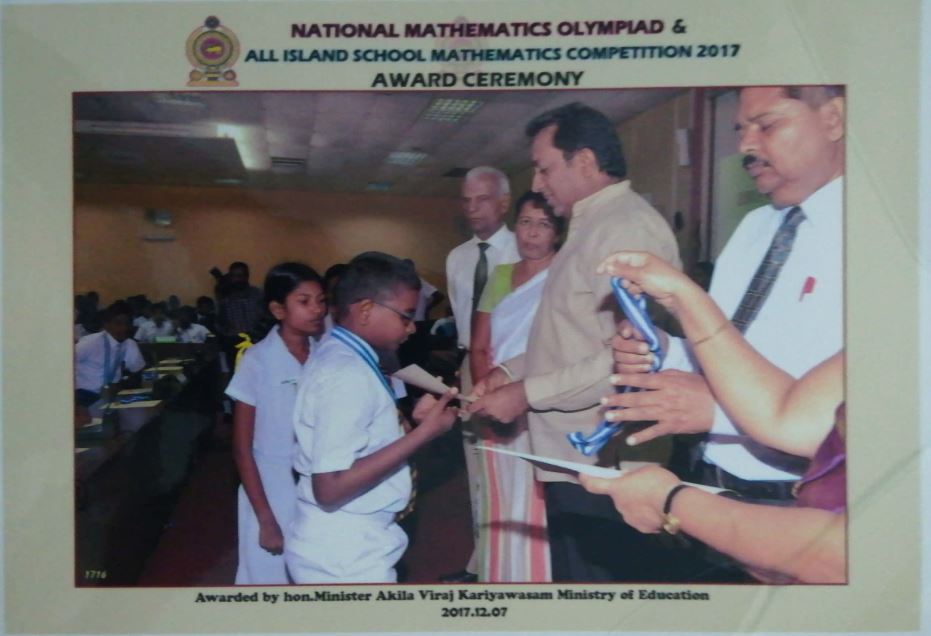 NATIONAL MATHEMATICS OLYMPIAD &
ALL ISLAND SCHOOL MATHEMATICS COMPETITION 2017
AWARD CEREMONY
1716
Awarded by hon.Minister Akila Viraj Kariyawasam Ministry of Education
2017.12.07